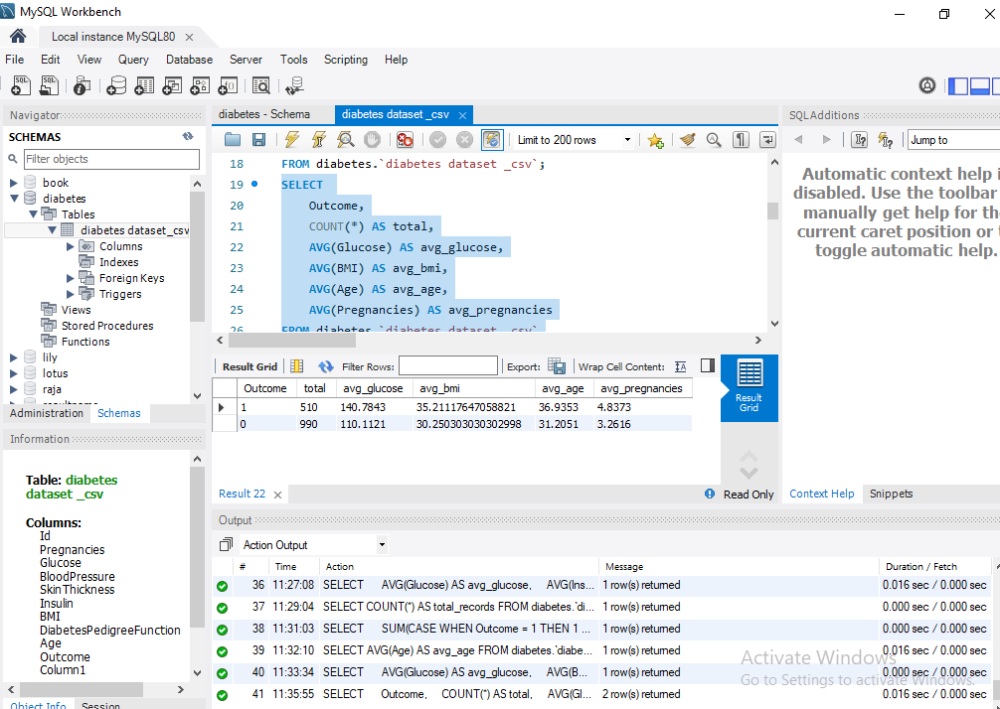 MySQL Workbench
Local instance MySQL80
File Edit View Query Database Server Tools Scripting Help
Navigator
SCHEMAS
Filter objects
book
diabetes
Tables
diabetes dataset_csv
Columns
Indexes
Foreign Keys
Triggers
Views
Stored Procedures
Functions
lily
lotus
raja
Administration Schemas
Information
Table: diabetes
dataset _csv
Columns:
Id
Pregnancies
Glucose
BloodPressure
SkinThickness
Insulin
BMI
DiabetesPedigreeFunction
Age
Outcome
Column1
Object Info Session
diabetes - Schema diabetes dataset _csv
Limit to 200 rows
18 FROM diabetes.`diabetes dataset _csv`;
19 SELECT
20 Outcome,
21 COUNT(*) AS total,
22 AVG(Glucose) AS avg_glucose,
23 AVG(BMI) AS avg_bmi,
24 AVG(Age) AS avg_age,
25 AVG(Pregnancies) AS avg_pregnancies
26 FROM diabetes.`diabetes dataset _csv`
Result Grid Filter Rows: Export: Wrap Cell Content:
Outcome total avg_glucose avg_bmi avg_age avg_pregnancies
1 510 140.7843 35.21117647058821 36.9353 4.8373
0 990 110.1121 30.250303030302998 31.2051 3.2616
Result
Grid
Result 22 Read Only
SQLAdditions
Jump to
Automatic context help i
disabled. Use the toolbar
manually get help for the
current caret position or t
toggle automatic help.
Context Help Snippets
Output
Action Output
# Time Action Message Duration / Fetch
36 11:27:08 SELECT AVG(Glucose) AS avg_glucose, AVG(Ins... 1 row(s) returned 0.016 sec / 0.000 sec
37 11:29:04 SELECT COUNT(*) AS total_records FROM diabetes.`di... 1 row(s) returned 0.000 sec / 0.000 sec
38 11:31:03 SELECT SUM(CASE WHEN Outcome = 1 THEN 1 ... 1 row(s) returned 0.000 sec / 0.000 sec
39 11:32:10 SELECT AVG(Age) AS avg_age FROM diabetes.`diabe... 1 row(s) returned 0.016 sec / 0.000 sec
40 11:33:34 SELECT AVG(Glucose) AS avg_glucose, AVG(B... 1 row(s) returned 0.000 sec / 0.000 sec
41 11:35:55 SELECT Outcome, COUNT(*) AS total, AVG(Gl... 2 row(s) returned 0.016 sec / 0.000 sec
Activate Windows
Go to Settings to activate Windows.